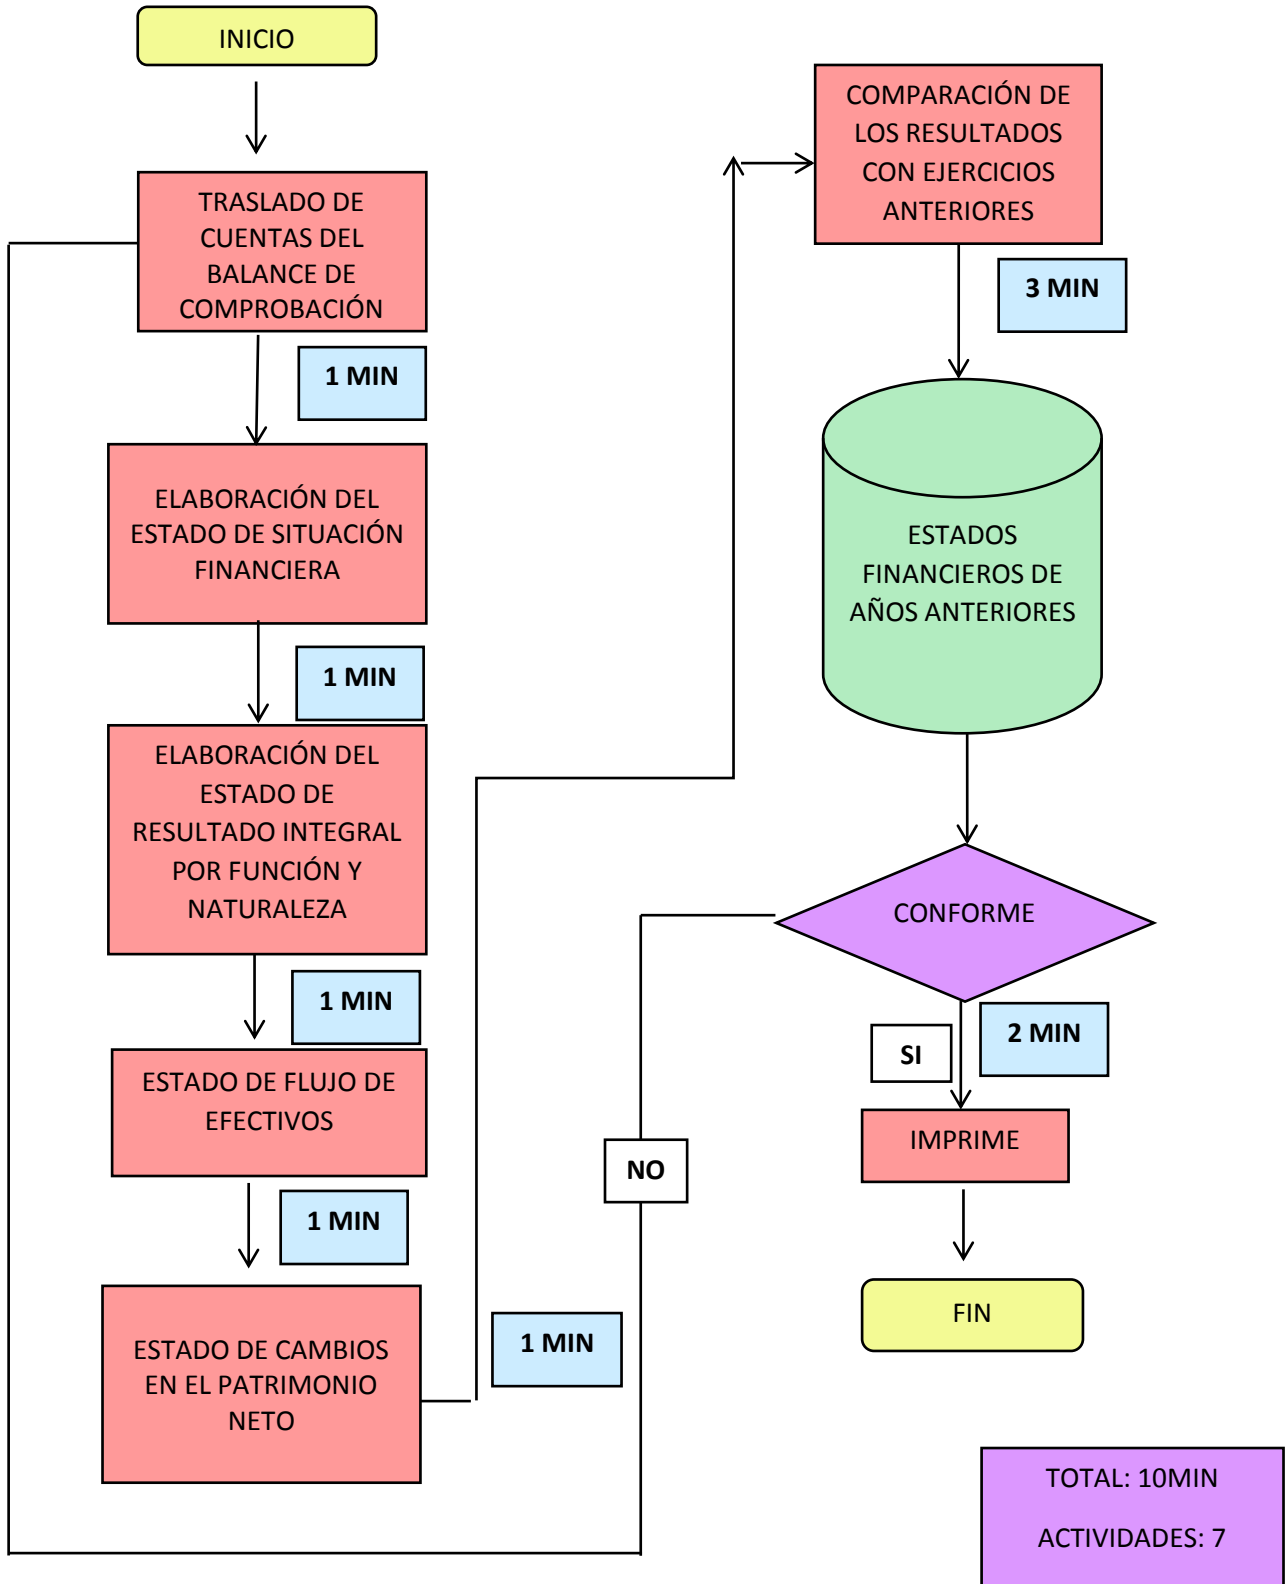 INICIO
TRASLADO DE
CUENTAS DEL
BALANCE DE
COMPROBACIÓN
1 MIN
ELABORACIÓN DEL
ESTADO DE SITUACIÓN
FINANCIERA
1 MIN
ELABORACIÓN DEL
ESTADO DE
RESULTADO INTEGRAL
POR FUNCIÓN Y
NATURALEZA
1 MIN
ESTADO DE FLUJO DE
EFECTIVOS
1 MIN
ESTADO DE CAMBIOS
EN EL PATRIMONIO
NETO
1 MIN
COMPARACIÓN DE
LOS RESULTADOS
CON EJERCICIOS
ANTERIORES
3 MIN
ESTADOS
FINANCIEROS DE
AÑOS ANTERIORES
CONFORME
2 MIN
SI
NO
IMPRIME
FIN
TOTAL: 10MIN
ACTIVIDADES: 7